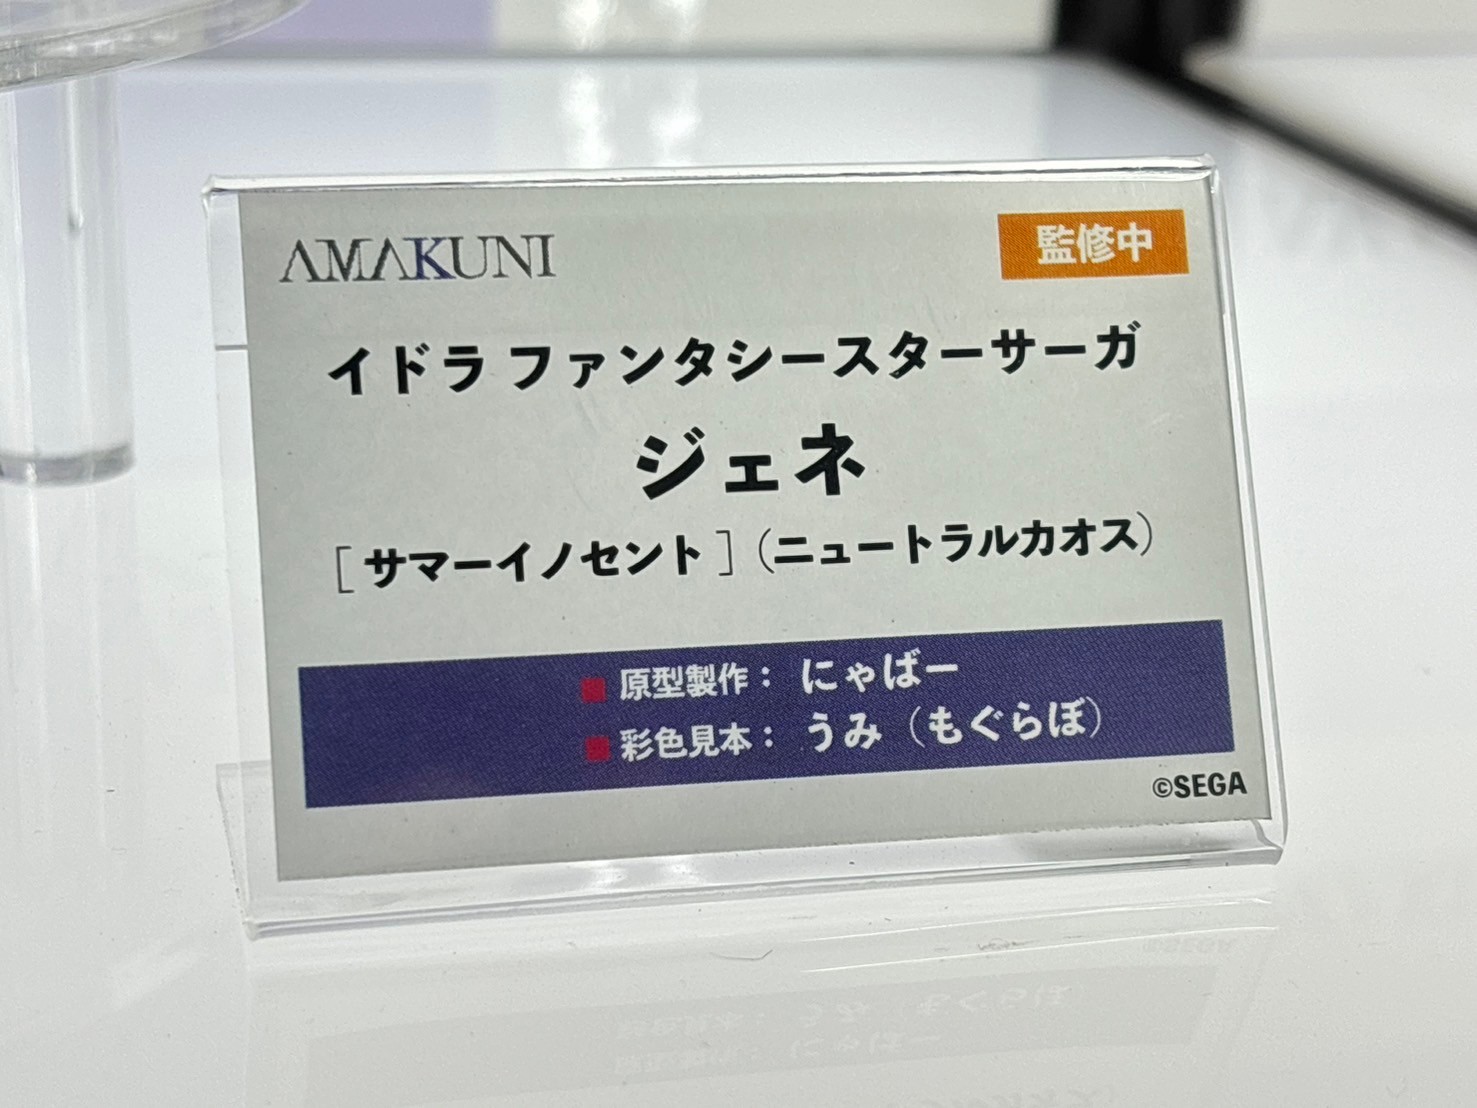 AMAKUNI
監修中
イドラ ファンタシースターサーガ
ジェネ
[サマーイノセント](ニュートラルカオス)
■ 原型製作: にゃばー
■ 彩色見本: うみ(もぐらぼ)
©SEGA